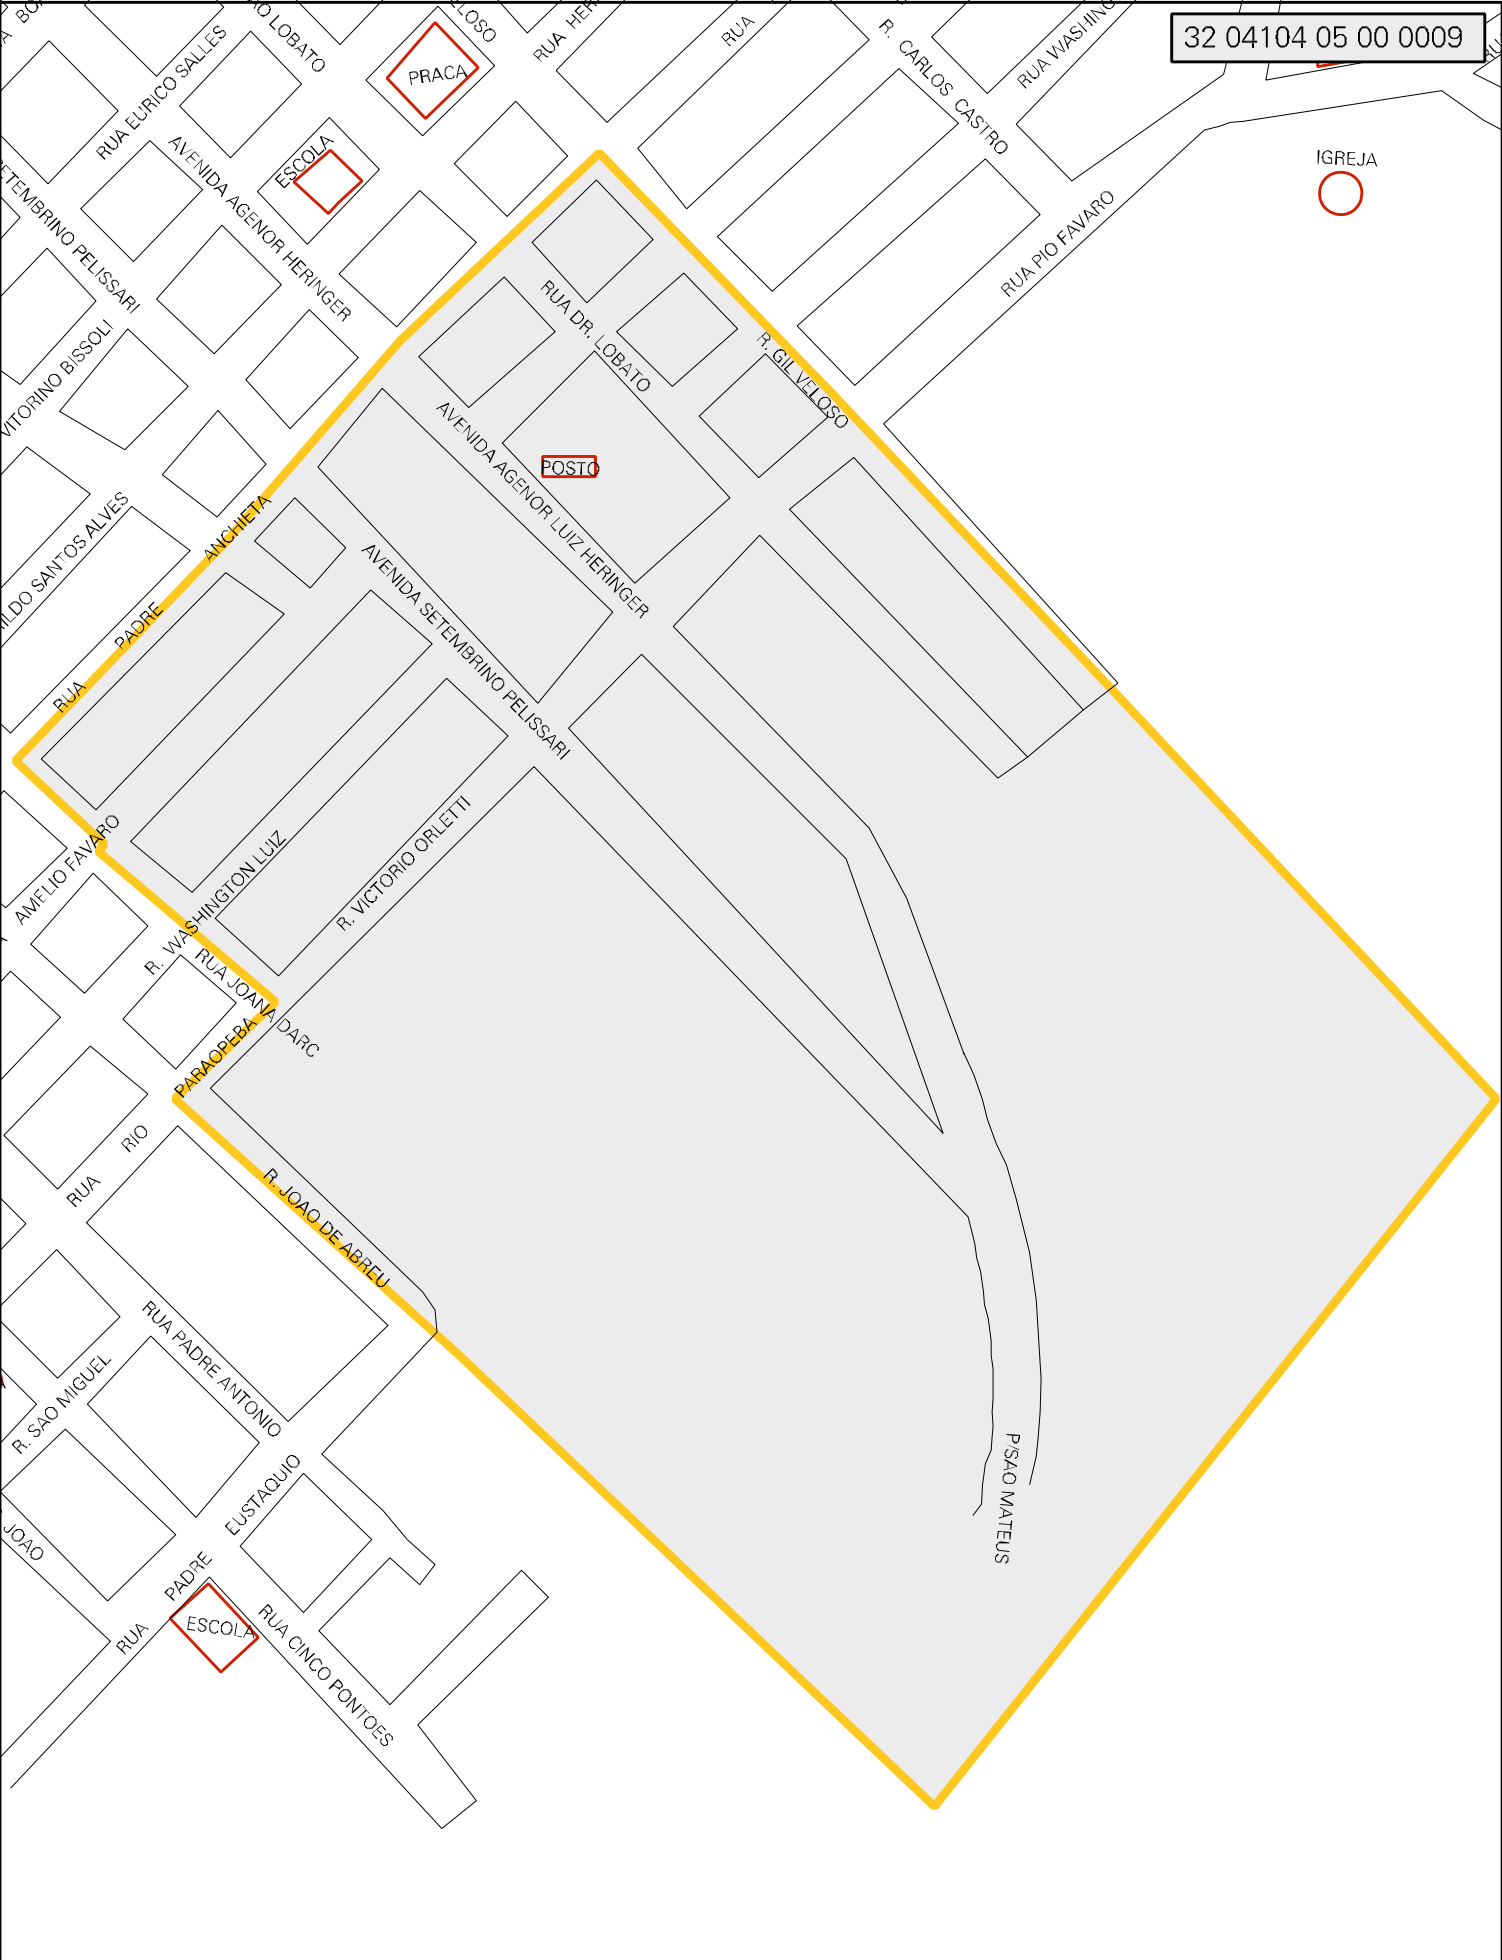 32 04104 05 00 0009
LOBATO
RUA
R. CARLOS CASTRO
RUA EURICO SALLES
PRACA
AVENIDA AGENOR HERINGER
ESCOLA
IGREJA
RUA PIO FAVARO
SETEMBRINO PELISSARI
RUA DR. LOBATO
R. GIL VELOSO
VITORINO BISSOLI
AVENIDA AGENOR LUIZ HERINGER
POSTO
SANTOS ALVES
RUA PADRE ANCHIETA
AVENIDA SETEMBRINO PELISSARI
AMELIO FAVARO
R. WASHINGTON LUIZ
R. VICTORIO ORLETTI
RUA JOANA DARC
RUA RIO PARAOPEBA
R. JOAO DE ABREU
RUA PADRE ANTONIO
R. SAO MIGUEL
P/SAO MATEUS
RUA PADRE EUSTAQUIO
JOAO
ESCOLA
RUA CINCO PONTOES